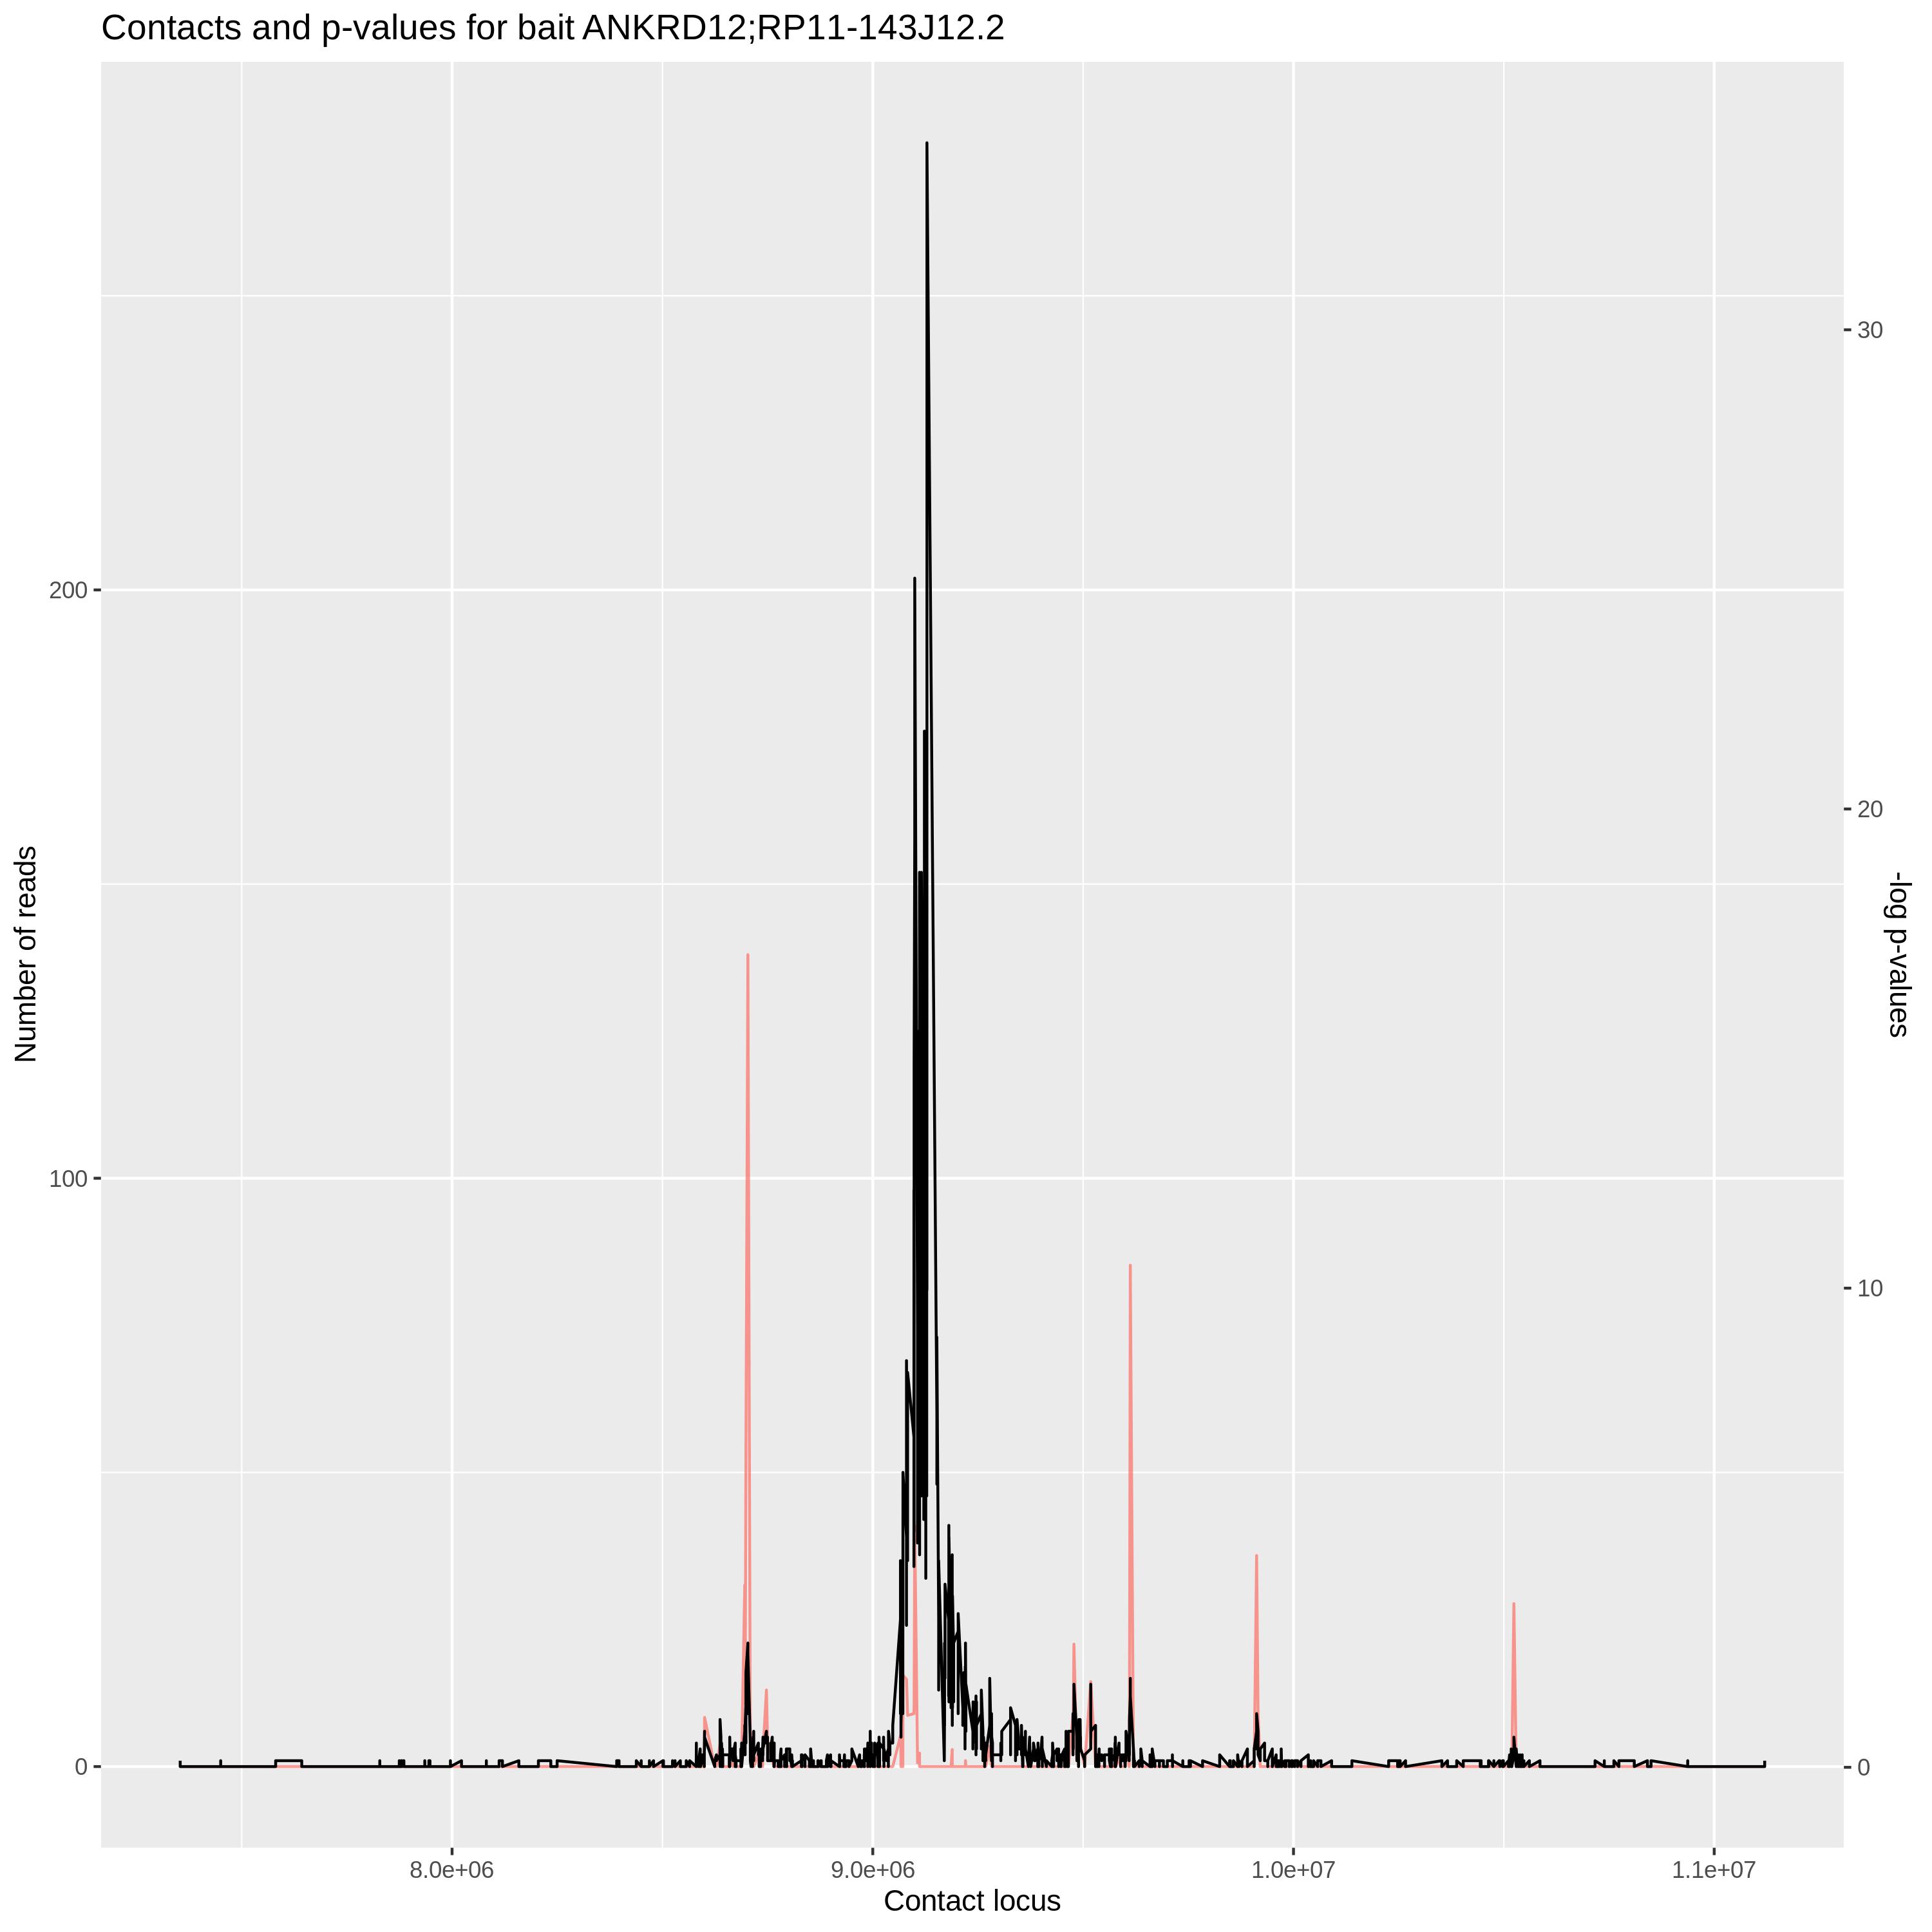 Contacts and p-values for bait ANKRD12;RP11-143J12.2
Number of reads
200
100
0
30
20
10
0
-log p-values
8.0e+06
9.0e+06
1.0e+07
1.1e+07
Contact locus